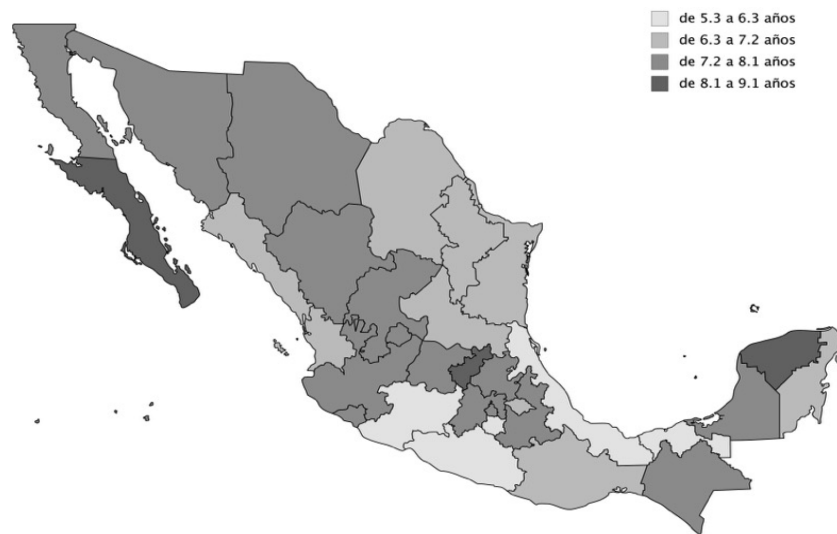 de 5.3 a 6.3 años
de 6.3 a 7.2 años
de 7.2 a 8.1 años
de 8.1 a 9.1 años